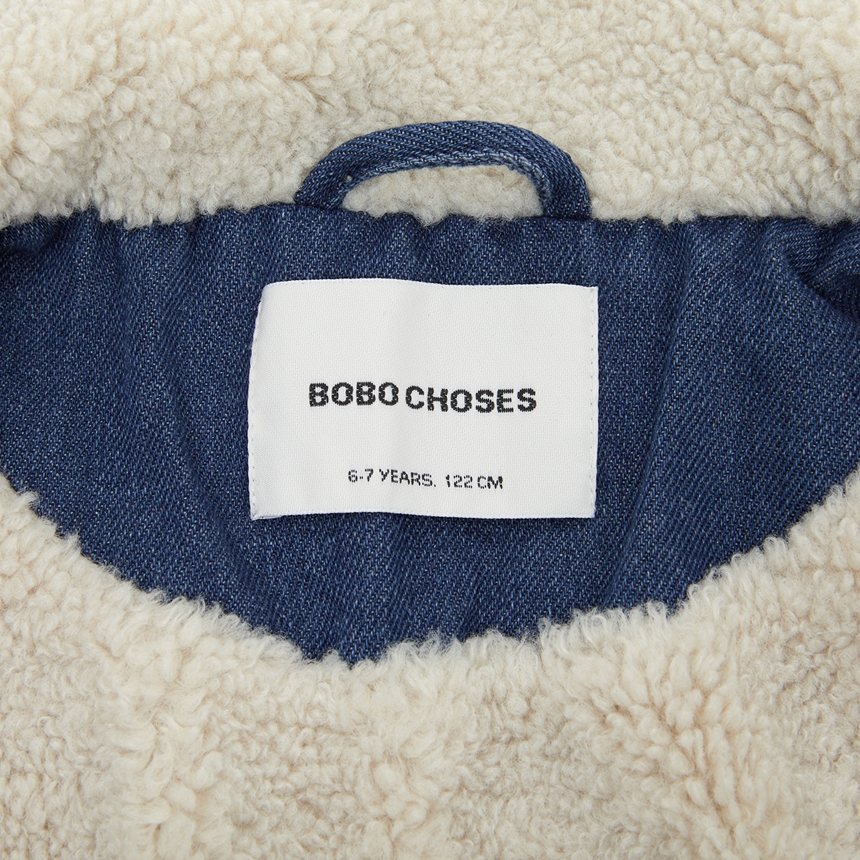 BOBO CHOSES
6-7 YEARS. 122 CM